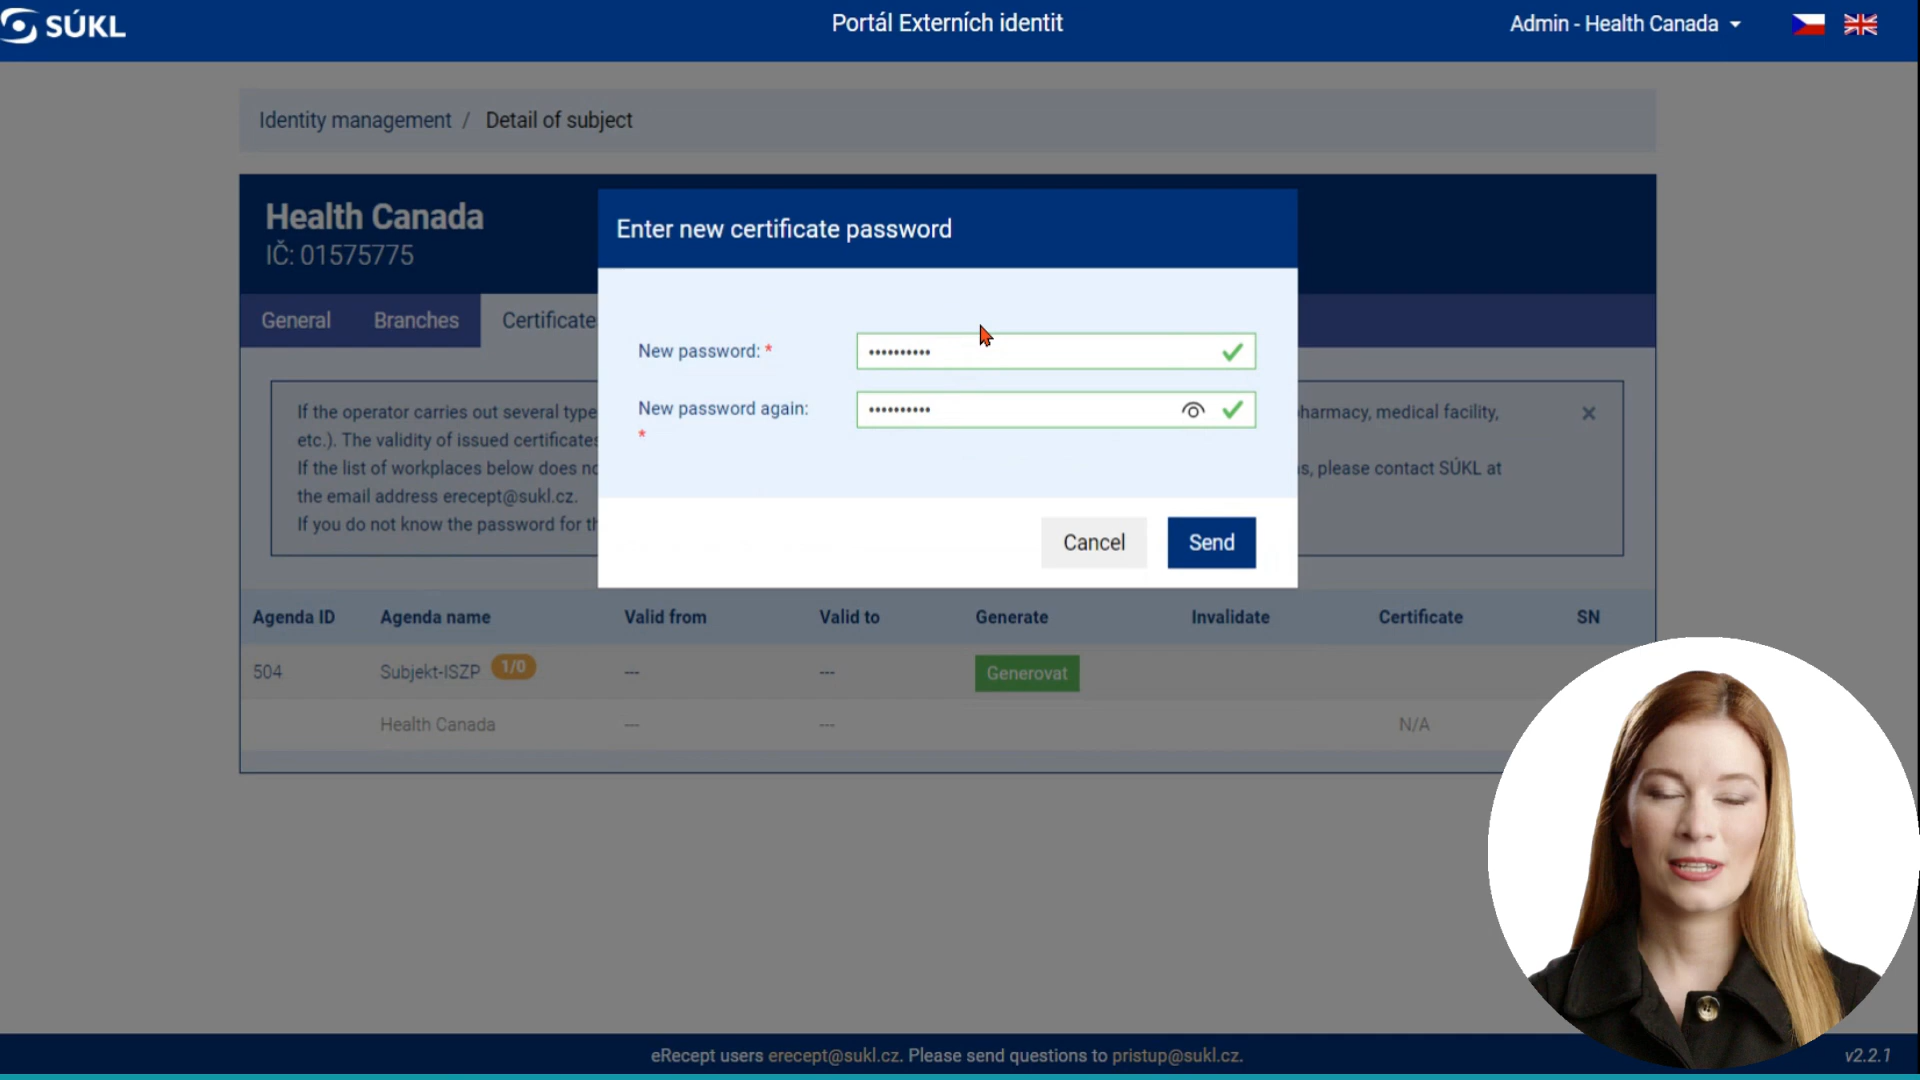 SÚKL
Portál Externích identit
Admin - Health Canada
Identity management / Detail of subject
Health Canada
IČ: 01575775
General
Branches
Certificate
Enter new certificate password
New password: *
••••••••••
New password again:
*
••••••••••
Cancel
Send
If the operator carries out several type
harmacy, medical facility,
etc.). The validity of issued certificates
If the list of workplaces below does no
s, please contact SÚKL at
the email address erecept@sukl.cz.
If you do not know the password for th
Agenda ID Agenda name Valid from Valid to Generate Invalidate Certificate SN
504 Subjekt-ISZP 1/0 --- --- Generovat
Health Canada --- --- N/A
eRecept users erecept@sukl.cz. Please send questions to pristup@sukl.cz.
v2.2.1